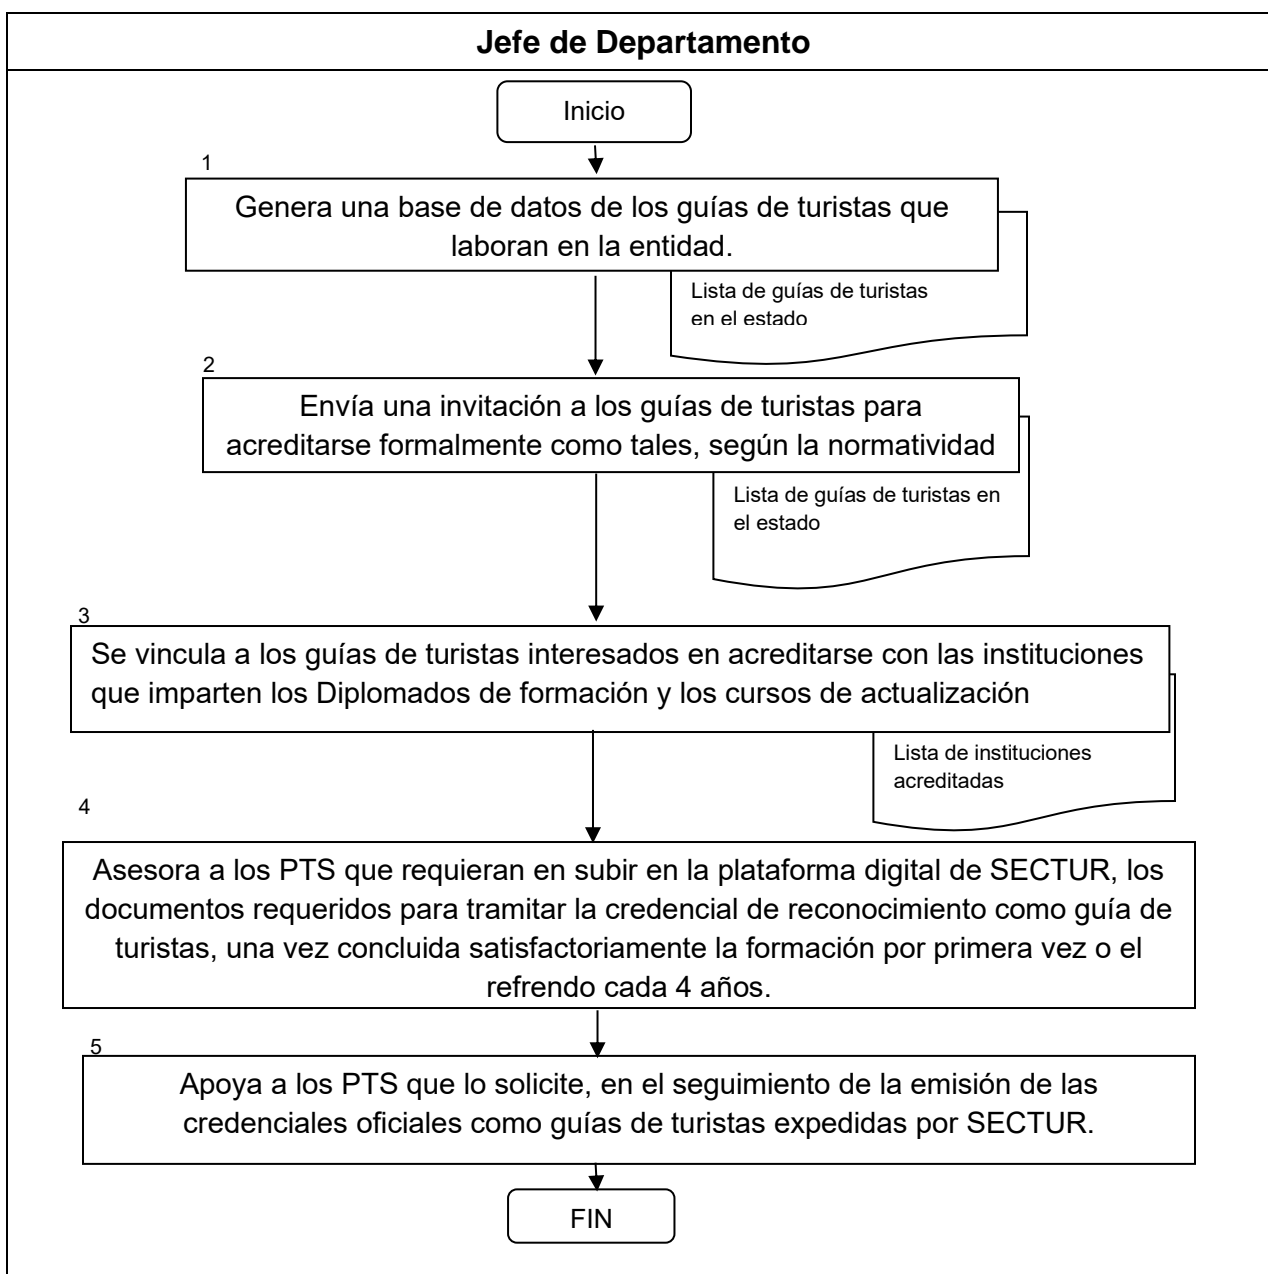 Jefe de Departamento
Inicio
1
Genera una base de datos de los guías de turistas que
laboran en la entidad.
Lista de guías de turistas
en el estado
2
Envía una invitación a los guías de turistas para
acreditarse formalmente como tales, según la normatividad
Lista de guías de turistas en
el estado
3
Se vincula a los guías de turistas interesados en acreditarse con las instituciones
que imparten los Diplomados de formación y los cursos de actualización
Lista de instituciones
acreditadas
4
Asesora a los PTS que requieran en subir en la plataforma digital de SECTUR, los
documentos requeridos para tramitar la credencial de reconocimiento como guía de
turistas, una vez concluida satisfactoriamente la formación por primera vez o el
refrendo cada 4 años.
5
Apoya a los PTS que lo solicite, en el seguimiento de la emisión de las
credenciales oficiales como guías de turistas expedidas por SECTUR.
FIN